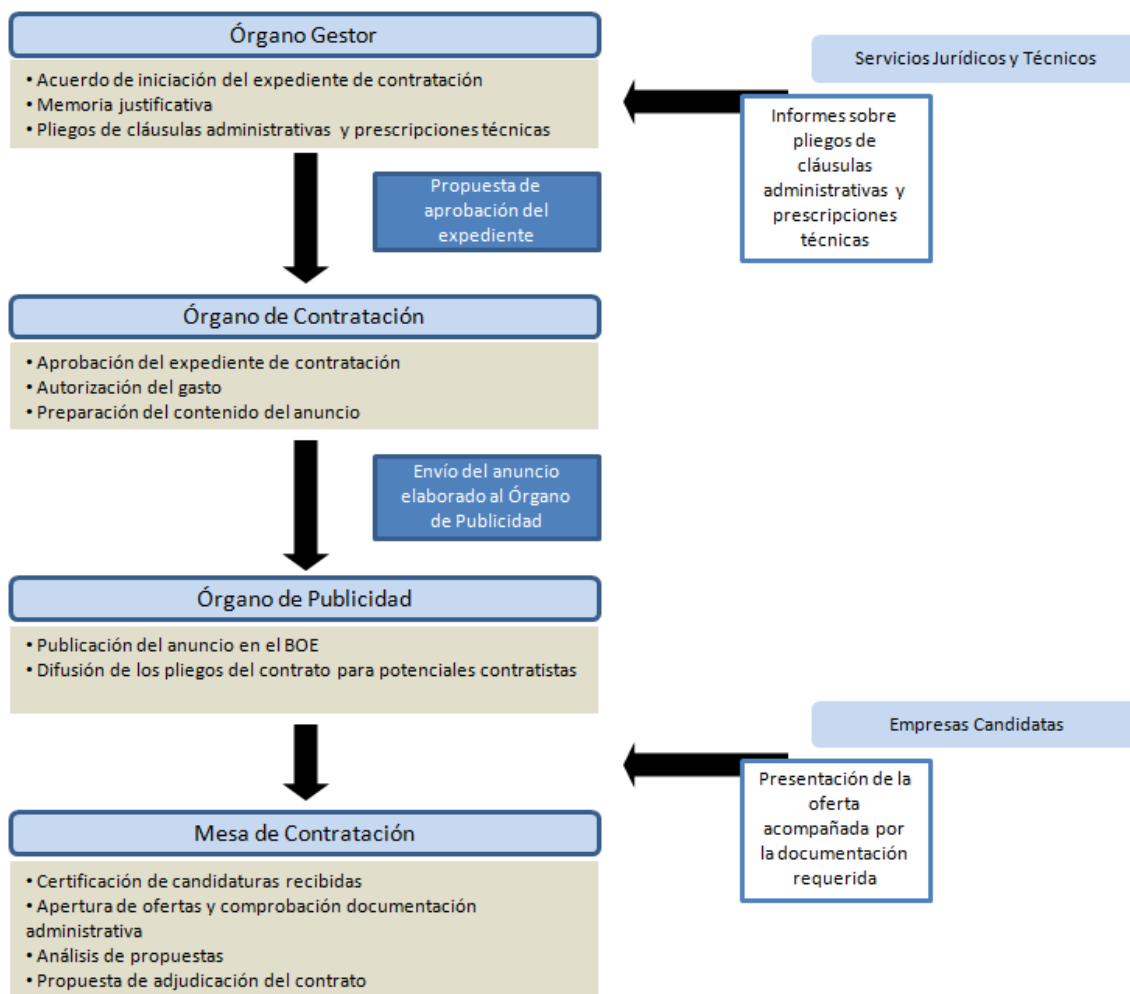 Órgano Gestor
• Acuerdo de iniciación del expediente de contratación
• Memoria justificativa
• Pliegos de cláusulas administrativas y prescripciones técnicas
Servicios Jurídicos y Técnicos
Informes sobre
pliegos de
cláusulas
administrativas y
prescripciones
técnicas
Propuesta de
aprobación del
expediente
Órgano de Contratación
• Aprobación del expediente de contratación
• Autorización del gasto
• Preparación del contenido del anuncio
Envío del anuncio
elaborado al Órgano
de Publicidad
Órgano de Publicidad
• Publicación del anuncio en el BOE
• Difusión de los pliegos del contrato para potenciales contratistas
Empresas Candidatas
Presentación de la
oferta
acompañada por
la documentación
requerida
Mesa de Contratación
• Certificación de candidaturas recibidas
• Apertura de ofertas y comprobación documentación
administrativa
• Análisis de propuestas
• Propuesta de adjudicación del contrato